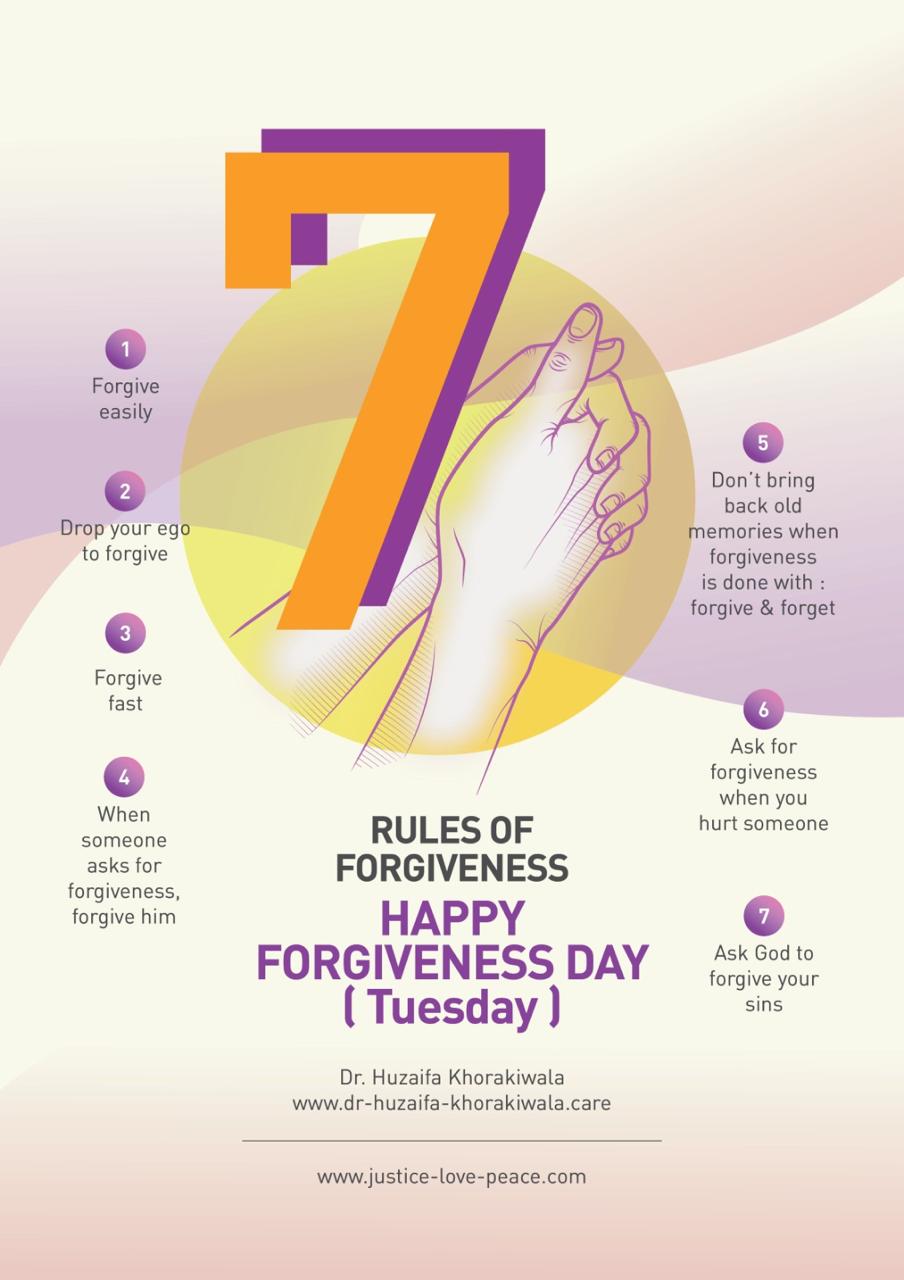 7
1
Forgive
easily
2
Drop your ego
to forgive
3
Forgive
fast
4
When
someone
asks for
forgiveness,
forgive him
5
Don't bring
back old
memories when
forgiveness
is done with :
forgive & forget
6
Ask for
forgiveness
when you
hurt someone
7
Ask God to
forgive your
sins
RULES OF
FORGIVENESS
HAPPY
FORGIVENESS DAY
( Tuesday )
Dr. Huzaifa Khorakiwala
www.dr-huzaifa-khorakiwala.care
www.justice-love-peace.com